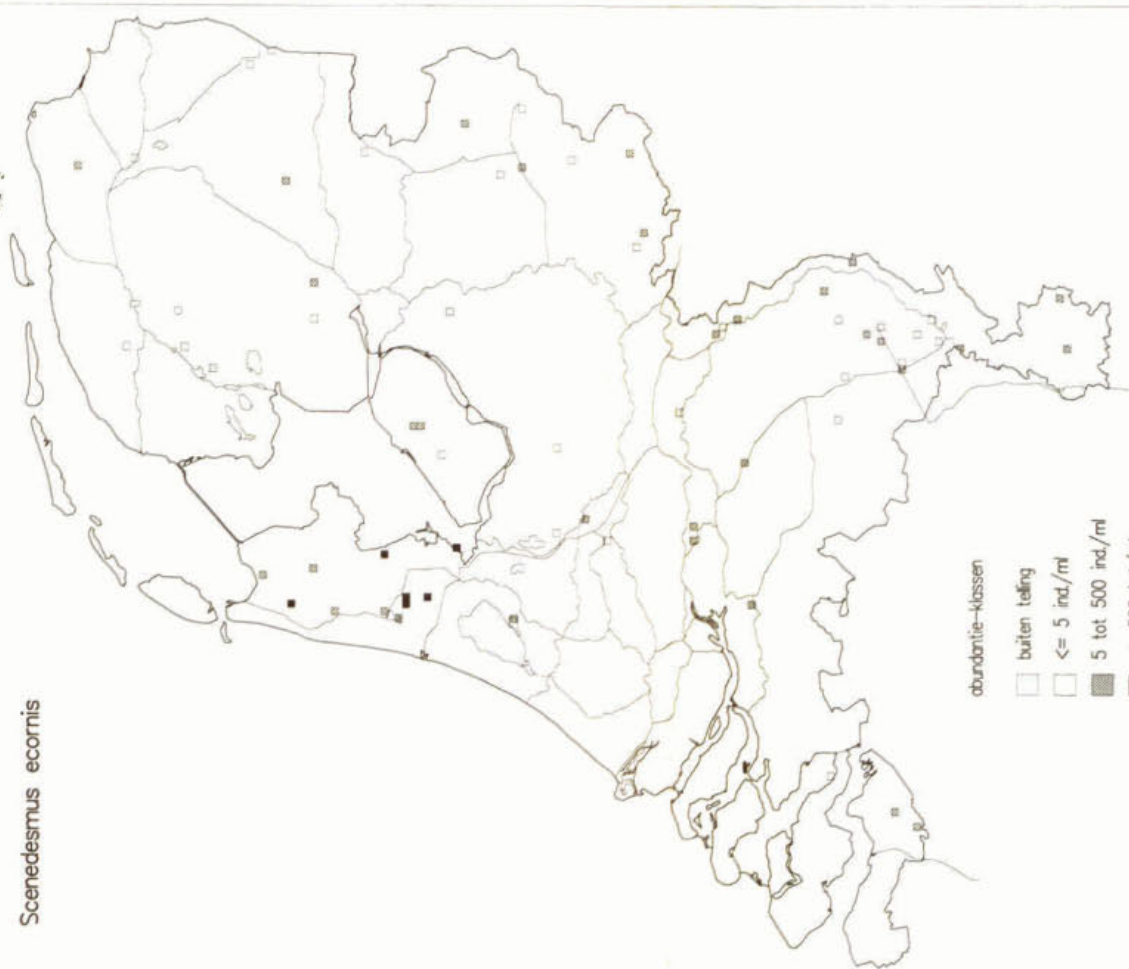 Scenedesmus ecornis
abundantie-klassen
buiten telling
<= 5 ind./ml
5 tot 500 ind./ml